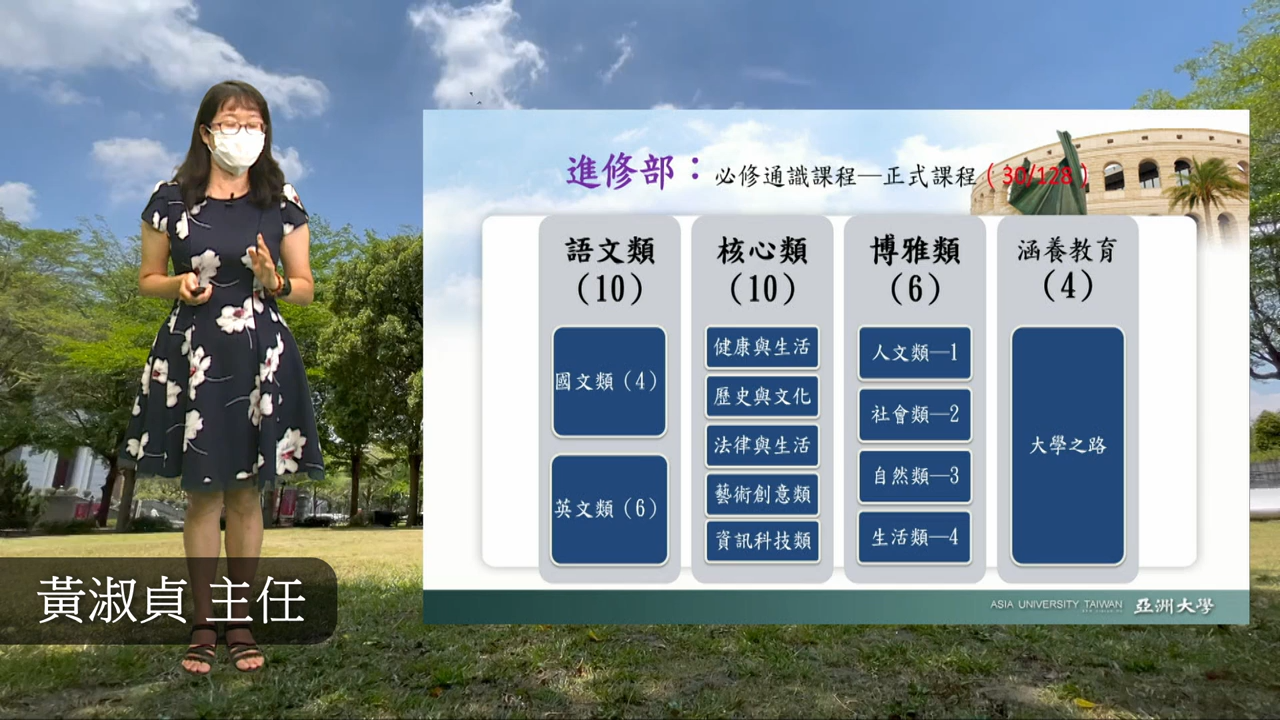 進修部：必修通識課程—正式課程（30/128）
語文類
（10）
國文類（4）
英文類（6）
核心類
（10）
健康與生活
歷史與文化
法律與生活
藝術創意類
資訊科技類
博雅類
（6）
人文類—1
社會類—2
自然類—3
生活類—4
涵養教育
（4）
大學之路
ASIA UNIVERSITY TAIWAN 亞洲大學
黃淑貞 主任